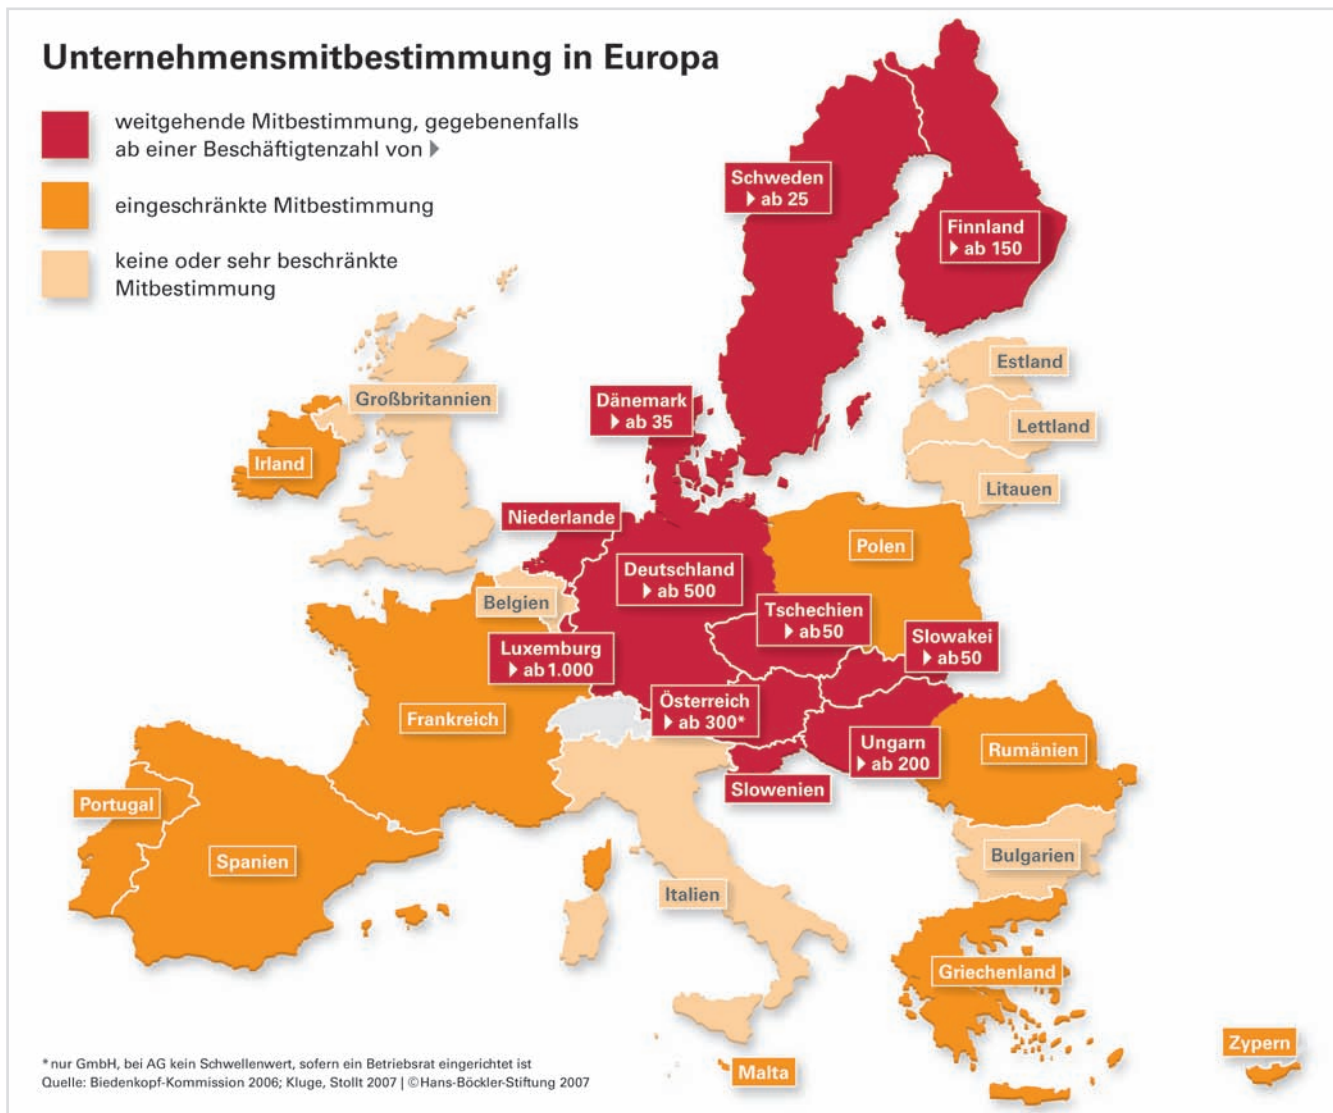 Unternehmensmitbestimmung in Europa
weitgehende Mitbestimmung, gegebenenfalls
ab einer Beschäftigtenzahl von ▶
eingeschränkte Mitbestimmung
keine oder sehr beschränkte
Mitbestimmung
Schweden
▶ ab 25
Finnland
▶ ab 150
Estland
Großbritannien
Dänemark
▶ ab 35
Lettland
Irland
Litauen
Niederlande
Polen
Deutschland
▶ ab 500
Belgien
Tschechien
▶ ab 50
Slowakei
▶ ab 50
Luxemburg
▶ ab 1.000
Österreich
▶ ab 300*
Frankreich
Ungarn
▶ ab 200
Rumänien
Slowenien
Portugal
Spanien
Bulgarien
Italien
Griechenland
Zypern
Malta
* nur GmbH, bei AG kein Schwellenwert, sofern ein Betriebsrat eingerichtet ist
Quelle: Biedenkopf-Kommission 2006; Kluge, Stollt 2007 | © Hans-Böckler-Stiftung 2007